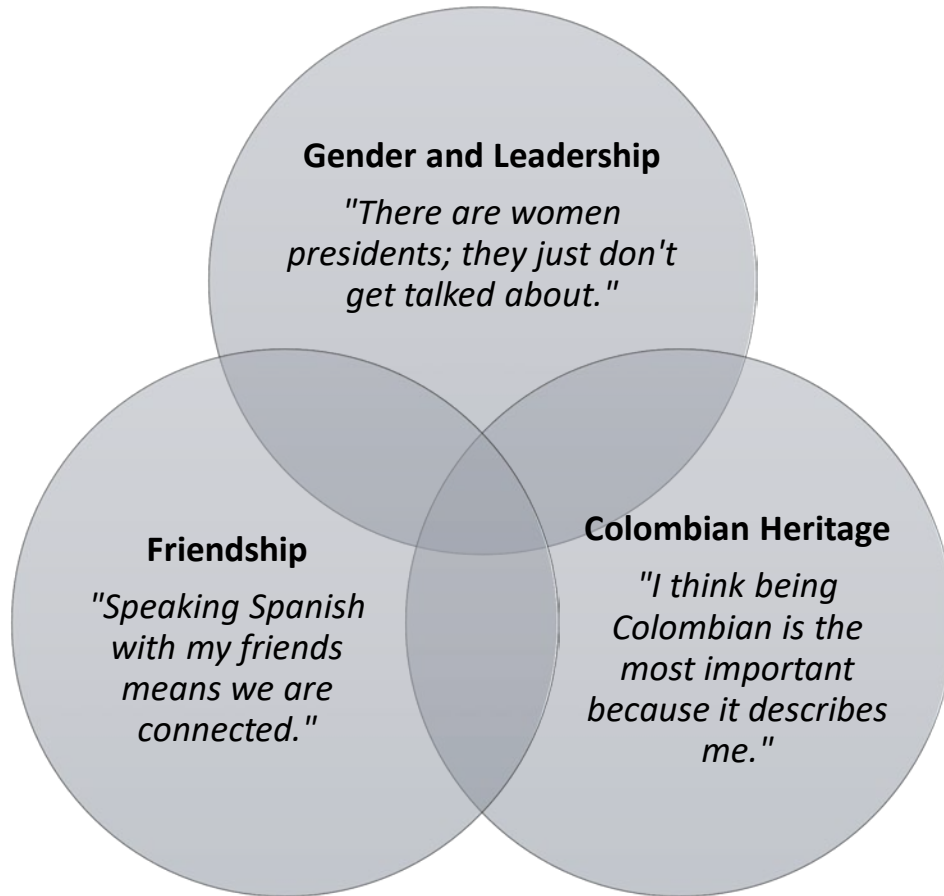 Gender and Leadership
"There are women
presidents; they just don't
get talked about."
Friendship
"Speaking Spanish
with my friends
means we are
connected."
Colombian Heritage
"I think being
Colombian is the
most important
because it describes
me."